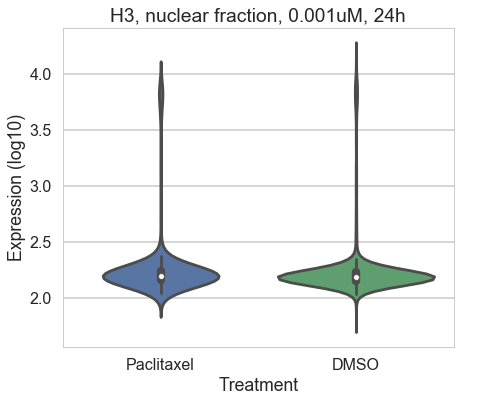 H3, nuclear fraction, 0.001uM, 24h
Expression (log10)
4.0
3.5
3.0
2.5
2.0
Paclitaxel DMSO
Treatment